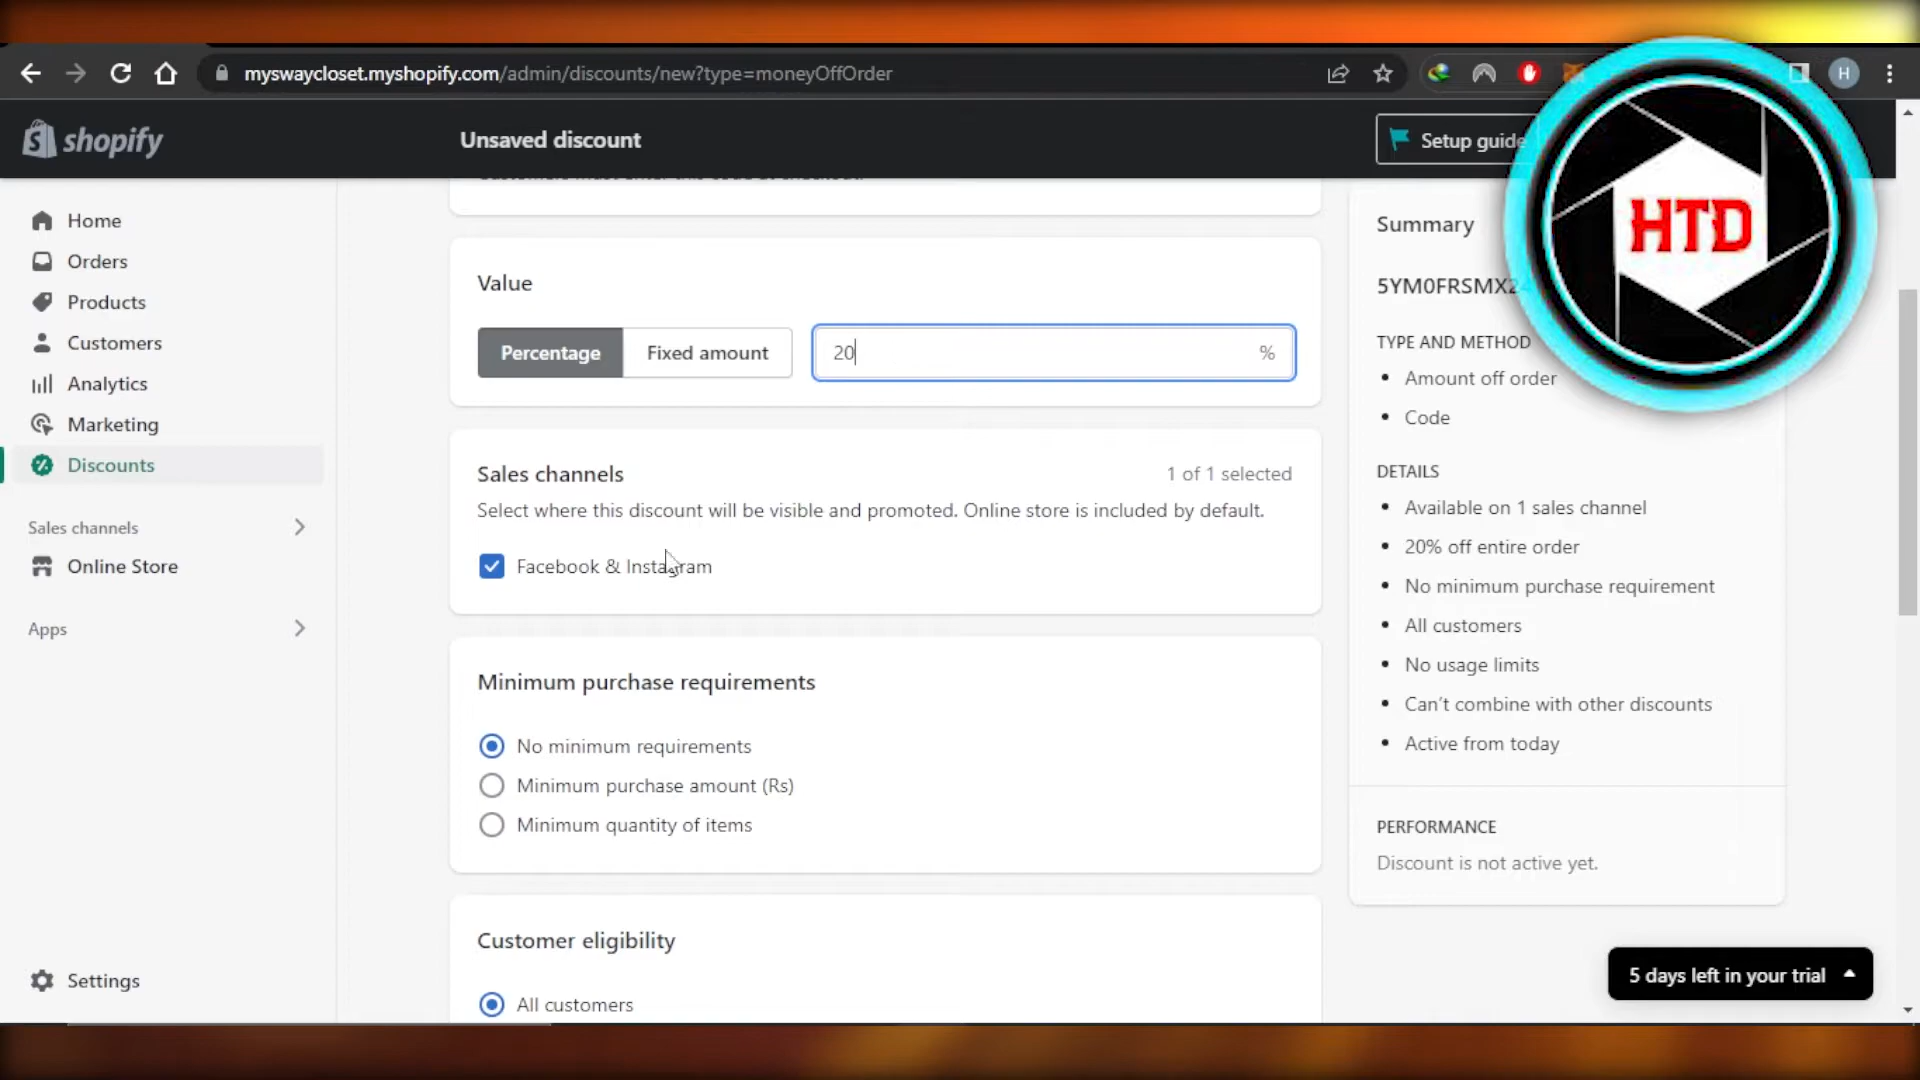 myswaycloset.myshopify.com/admin/discounts/new?type=moneyOffOrder
H
shopify
Unsaved discount
Setup guide
HTD
Home
Orders
Products
Customers
Analytics
Marketing
Discounts
Sales channels
Online Store
Apps
Settings
Value
Percentage
Fixed amount
20
%
Sales channels
1 of 1 selected
Select where this discount will be visible and promoted. Online store is included by default.
Facebook & Instagram
Minimum purchase requirements
No minimum requirements
Minimum purchase amount (Rs)
Minimum quantity of items
Customer eligibility
All customers
Summary
5YM0FRSMX2
TYPE AND METHOD
• Amount off order
• Code
DETAILS
• Available on 1 sales channel
• 20% off entire order
• No minimum purchase requirement
• All customers
• No usage limits
• Can't combine with other discounts
• Active from today
PERFORMANCE
Discount is not active yet.
5 days left in your trial